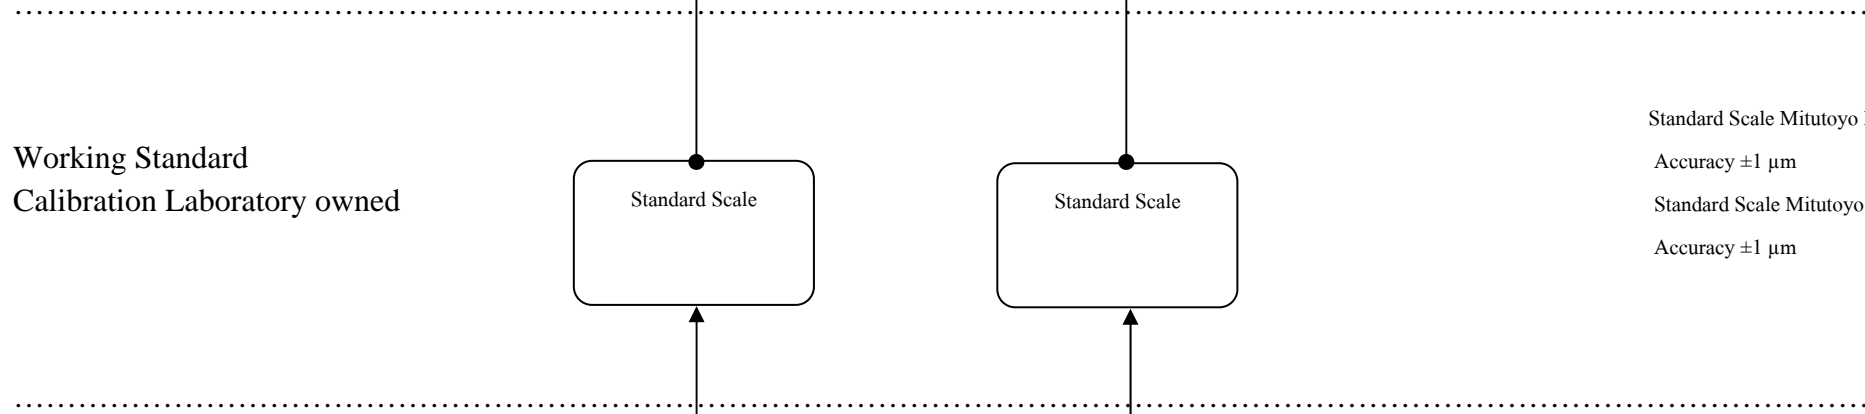 Working Standard
Calibration Laboratory owned
Standard Scale
Standard Scale
Standard Scale Mitutoyo
Accuracy ±1 µm
Standard Scale Mitutoyo
Accuracy ±1 µm